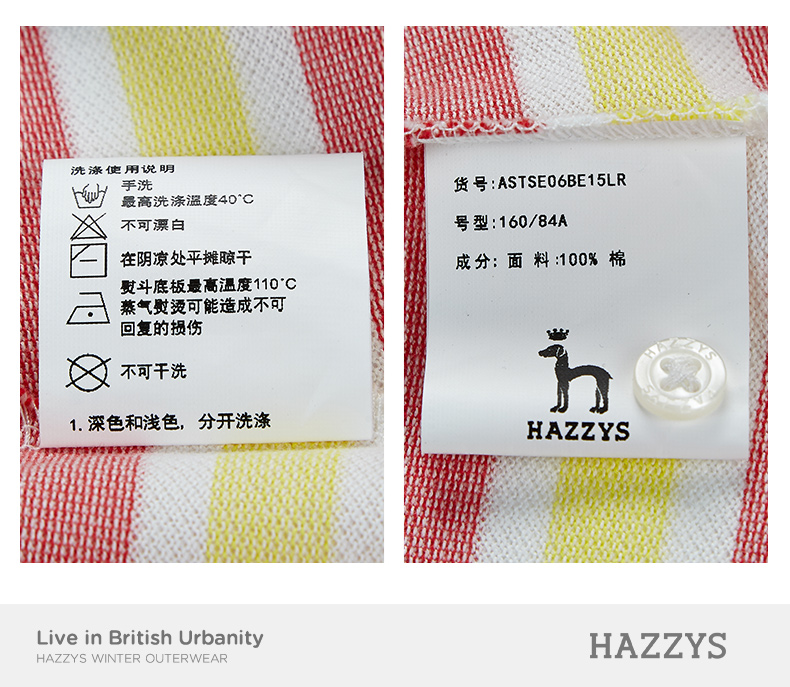 洗涤使用说明
手洗
最高洗涤温度40°C
不可漂白
在阴凉处平摊晾干
熨斗底板最高温度110°C
蒸气熨烫可能造成不可
回复的损伤
不可干洗
1. 深色和浅色，分开洗涤
货号:ASTSE06BE15LR
号型:160/84A
成分: 面 料:100% 棉
HAZZYS
HAZZYS
HAZZYS
Live in British Urbanity
HAZZYS WINTER OUTERWEAR
HAZZYS